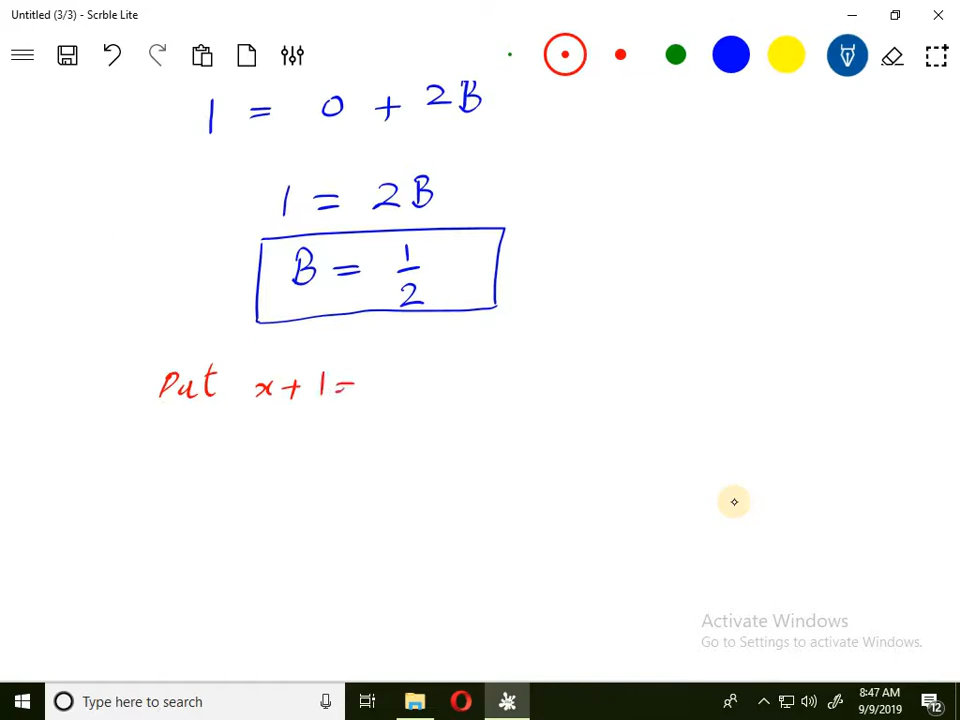 Untitled (3/3) - Scrble Lite
1 = 0 + 2B
1 = 2B
B = 1/2
Put x + 1 =
Activate Windows
Go to Settings to activate Windows.
Type here to search
8:47 AM
9/9/2019
12